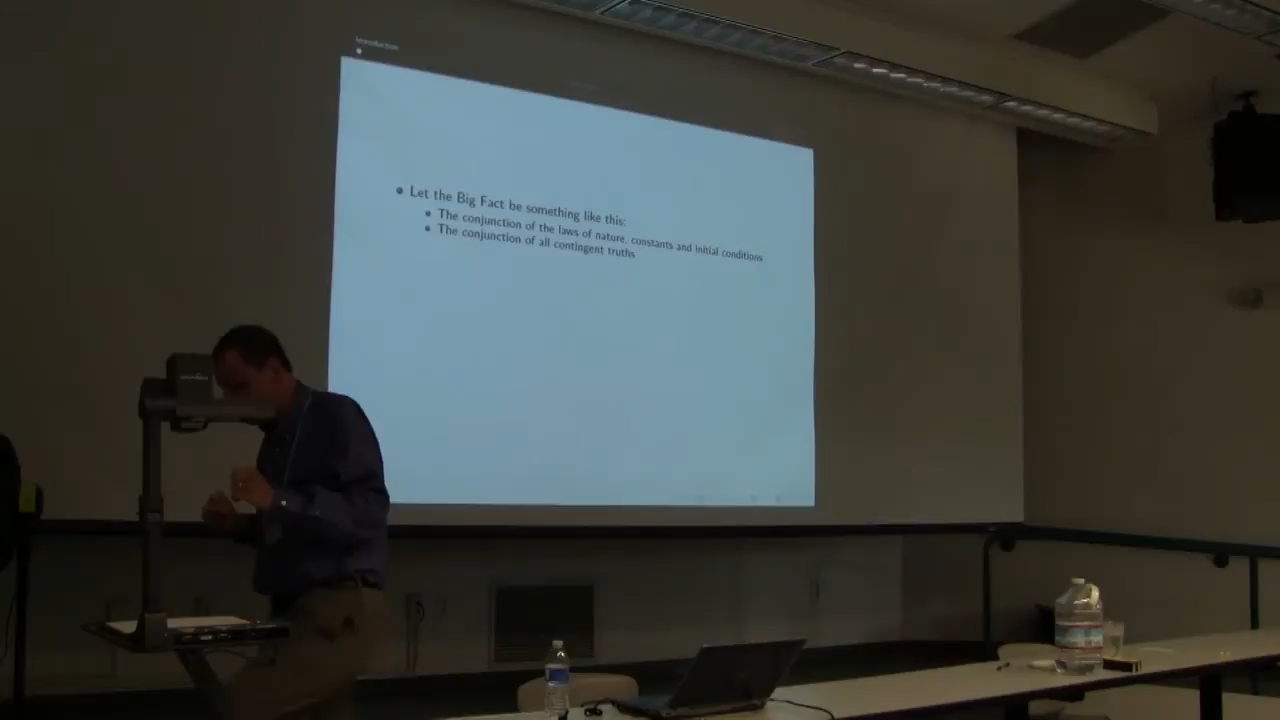 Introduction
Let the Big Fact be something like this:
The conjunction of the laws of nature, constants and initial conditions
The conjunction of all contingent truths